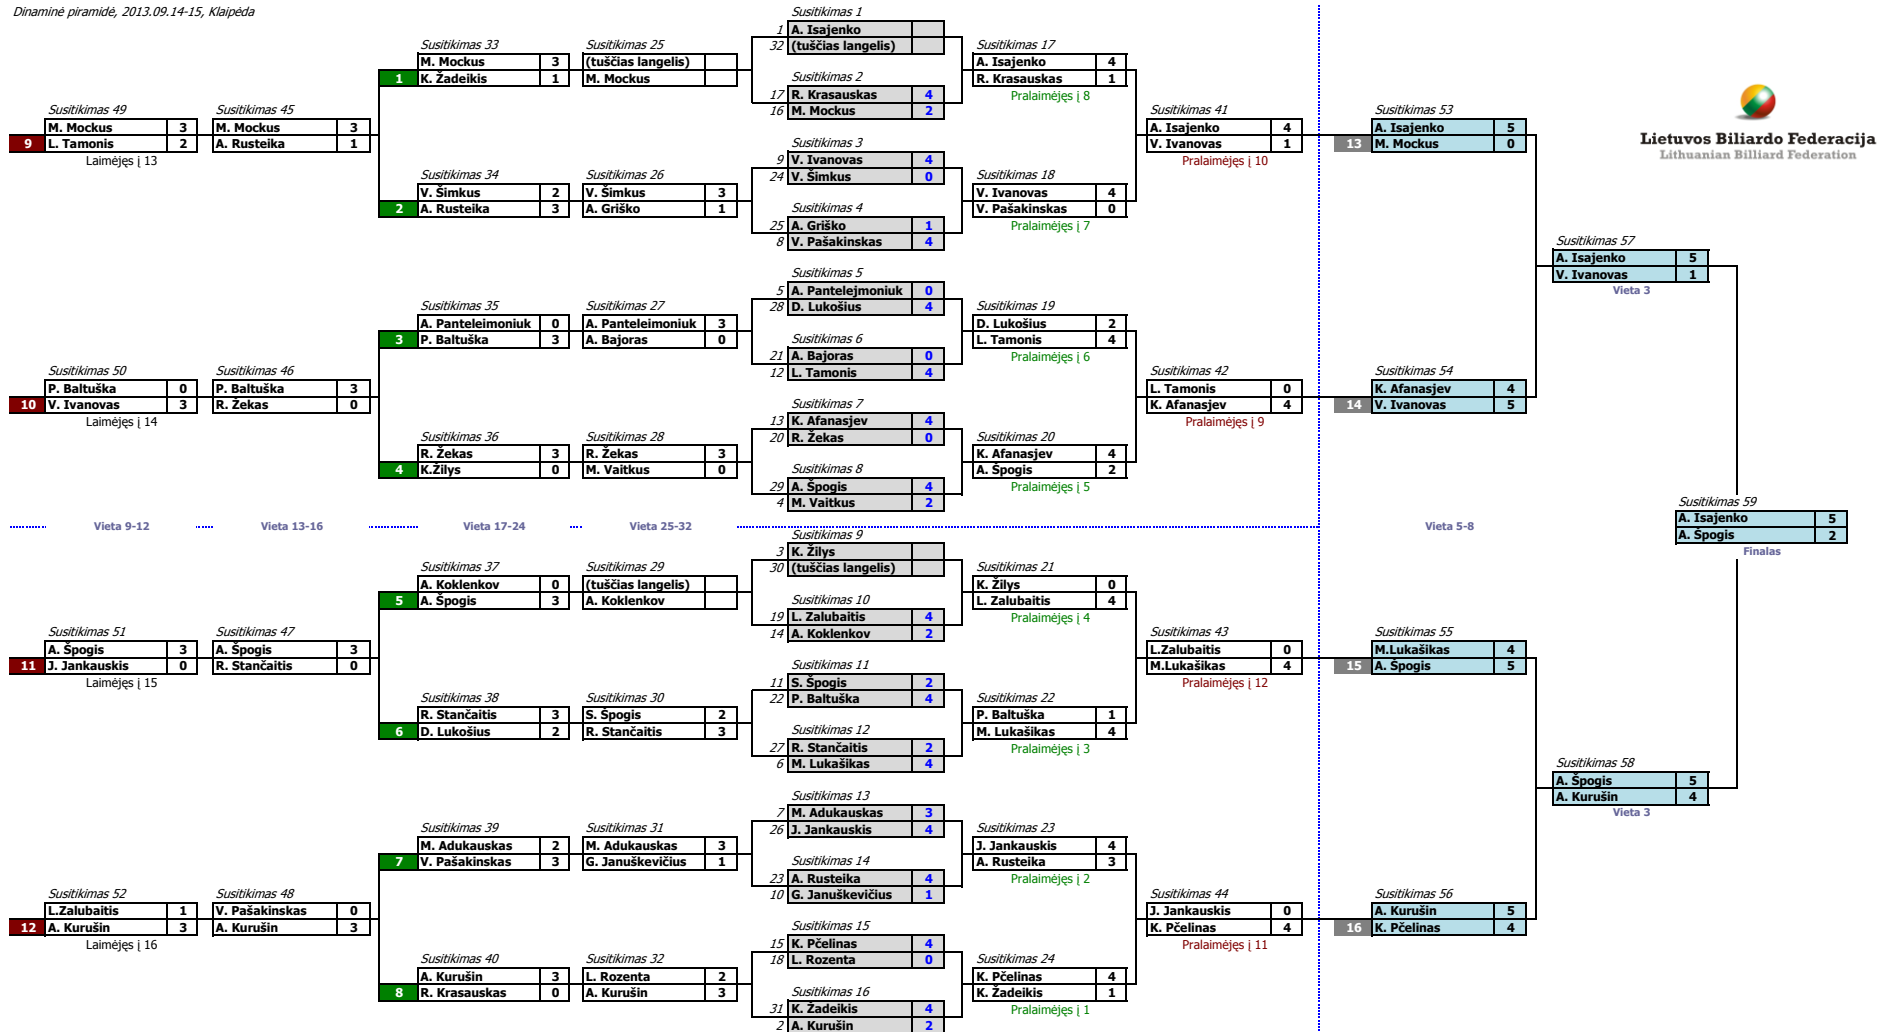 Dinaminė piramidė, 2013.09.14-15, Klaipėda
Lietuvos Biliardo Federacija
Lithuanian Billiard Federation
Susitikimas 49
M. Mockus 3
9 L. Tamonis 2
Laimėjęs į 13
Susitikimas 50
P. Baltuška 0
10 V. Ivanovas 3
Laimėjęs į 14
Vieta 9-12
Susitikimas 51
A. Špogis 3
11 J. Jankauskis 0
Laimėjęs į 15
Susitikimas 52
L.Zalubaitis 1
12 A. Kurušin 3
Laimėjęs į 16
Susitikimas 45
M. Mockus 3
A. Rusteika 1
Susitikimas 46
P. Baltuška 3
R. Žekas 0
Vieta 13-16
Susitikimas 47
A. Špogis 3
R. Stančaitis 0
Susitikimas 48
V. Pašakinskas 0
A. Kurušin 3
Susitikimas 33
M. Mockus 3
1 K. Žadeikis 1
Susitikimas 34
V. Šimkus 2
2 A. Rusteika 3
Susitikimas 35
A. Panteleimoniuk 0
3 P. Baltuška 3
Susitikimas 36
R. Žekas 3
4 K.Žilys 0
Vieta 17-24
Susitikimas 37
A. Koklenkov 0
5 A. Špogis 3
Susitikimas 38
R. Stančaitis 3
6 D. Lukošius 2
Susitikimas 39
M. Adukauskas 2
7 V. Pašakinskas 3
Susitikimas 40
A. Kurušin 3
8 R. Krasauskas 0
Susitikimas 25
(tuščias langelis)
M. Mockus
Susitikimas 26
V. Šimkus 3
A. Griško 1
Susitikimas 27
A. Panteleimoniuk 3
A. Bajoras 0
Susitikimas 28
R. Žekas 3
M. Vaitkus 0
Vieta 25-32
Susitikimas 29
(tuščias langelis)
A. Koklenkov
Susitikimas 30
S. Špogis 2
R. Stančaitis 3
Susitikimas 31
M. Adukauskas 3
G. Januškevičius 1
Susitikimas 32
L. Rozenta 2
A. Kurušin 3
Susitikimas 1
1 A. Isajenko
32 (tuščias langelis)
Susitikimas 2
17 R. Krasauskas 4
16 M. Mockus 2
Susitikimas 3
9 V. Ivanovas 4
24 V. Šimkus 0
Susitikimas 4
25 A. Griško 1
8 V. Pašakinskas 4
Susitikimas 5
5 A. Pantelejmoniuk 0
28 D. Lukošius 4
Susitikimas 6
21 A. Bajoras 0
12 L. Tamonis 4
Susitikimas 7
13 K. Afanasjev 4
20 R. Žekas 0
Susitikimas 8
29 A. Špogis 4
4 M. Vaitkus 2
Susitikimas 9
3 K. Žilys
30 (tuščias langelis)
Susitikimas 10
19 L. Zalubaitis 4
14 A. Koklenkov 2
Susitikimas 11
11 S. Špogis 2
22 P. Baltuška 4
Susitikimas 12
27 R. Stančaitis 2
6 M. Lukašikas 4
Susitikimas 13
7 M. Adukauskas 3
26 J. Jankauskis 4
Susitikimas 14
23 A. Rusteika 4
10 G. Januškevičius 1
Susitikimas 15
15 K. Pčelinas 4
18 L. Rozenta 0
Susitikimas 16
31 K. Žadeikis 4
2 A. Kurušin 2
Susitikimas 17
A. Isajenko 4
R. Krasauskas 1
Pralaimėjęs į 8
Susitikimas 18
V. Ivanovas 4
V. Pašakinskas 0
Pralaimėjęs į 7
Susitikimas 19
D. Lukošius 2
L. Tamonis 4
Pralaimėjęs į 6
Susitikimas 20
K. Afanasjev 4
A. Špogis 2
Pralaimėjęs į 5
Susitikimas 21
K. Žilys 0
L. Zalubaitis 4
Pralaimėjęs į 4
Susitikimas 22
P. Baltuška 1
M. Lukašikas 4
Pralaimėjęs į 3
Susitikimas 23
J. Jankauskis 4
A. Rusteika 3
Pralaimėjęs į 2
Susitikimas 24
K. Pčelinas 4
K. Žadeikis 1
Pralaimėjęs į 1
Susitikimas 41
A. Isajenko 4
V. Ivanovas 1
Pralaimėjęs į 10
Susitikimas 42
L. Tamonis 0
K. Afanasjev 4
Pralaimėjęs į 9
Susitikimas 43
L.Zalubaitis 0
M.Lukašikas 4
Pralaimėjęs į 12
Susitikimas 44
J. Jankauskis 0
K. Pčelinas 4
Pralaimėjęs į 11
Susitikimas 53
A. Isajenko 5
13 M. Mockus 0
Susitikimas 54
K. Afanasjev 4
14 V. Ivanovas 5
Vieta 5-8
Susitikimas 55
M.Lukašikas 4
15 A. Špogis 5
Susitikimas 56
A. Kurušin 5
16 K. Pčelinas 4
Susitikimas 57
A. Isajenko 5
V. Ivanovas 1
Vieta 3
Susitikimas 58
A. Špogis 5
A. Kurušin 4
Vieta 3
Susitikimas 59
A. Isajenko 5
A. Špogis 2
Finalas